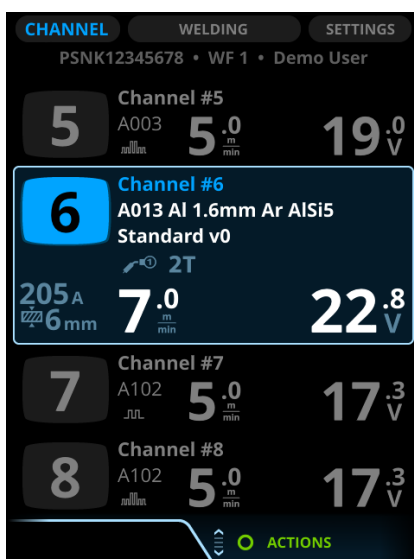 CHANNEL WELDING SETTINGS
PSNK12345678 • WF 1 • Demo User
5
Channel #5
A003 5.0 m/min 19.0 V
6
Channel #6
A013 Al 1.6mm Ar AlSi5
Standard v0
1 2T
205 A
6 mm
7.0 m/min 22.8 V
7
Channel #7
A102 5.0 m/min 17.3 V
8
Channel #8
A102 5.0 m/min 17.3 V
ACTIONS